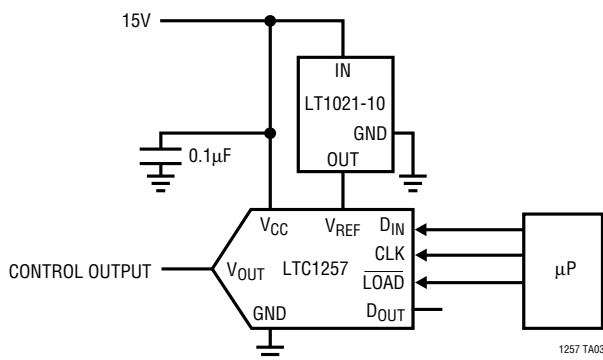 15V
IN
LT1021-10
GND
OUT
0.1µF
VCC
VREF
DIN
CLK
LOAD
DOUT
µP
CONTROL OUTPUT
VOUT
LTC1257
GND
1257 TA03